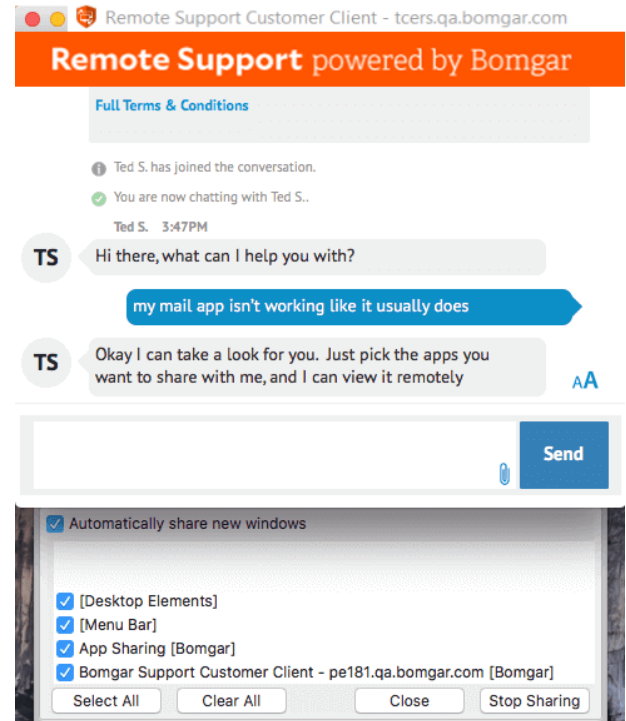 Remote Support Customer Client - tcers.qa.bomgar.com
Remote Support powered by Bomgar
Full Terms & Conditions
Ted S. has joined the conversation.
You are now chatting with Ted S..
Ted S. 3:47PM
TS
Hi there, what can I help you with?
my mail app isn't working like it usually does
TS
Okay I can take a look for you. Just pick the apps you
want to share with me, and I can view it remotely
AA
Send
Automatically share new windows
[Desktop Elements]
[Menu Bar]
App Sharing [Bomgar]
Bomgar Support Customer Client - pe181.qa.bomgar.com [Bomgar]
Select All Clear All Close Stop Sharing